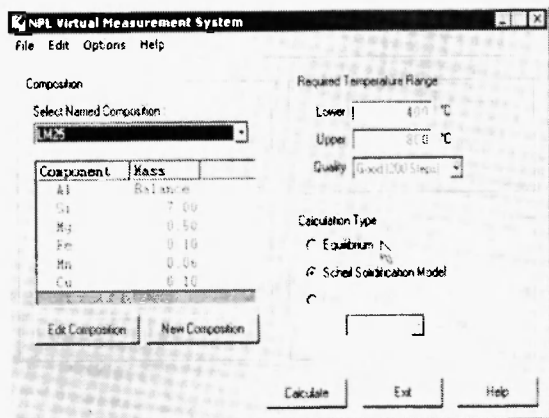 NPL Virtual Measurement System
File Edit Options Help
Composition
Select Named Composition
LM25
Component Mass
Al Balance
Si 7.00
Mg 0.50
Fe 0.10
Mn 0.06
Cu 0.10
Edit Composition New Composition
Required Temperature Range
Lower 400 °C
Upper 800 °C
Quality Good (200 Steps)
Calculation Type
Equilibrium
Scheil Solidification Model
Calculate Exit Help